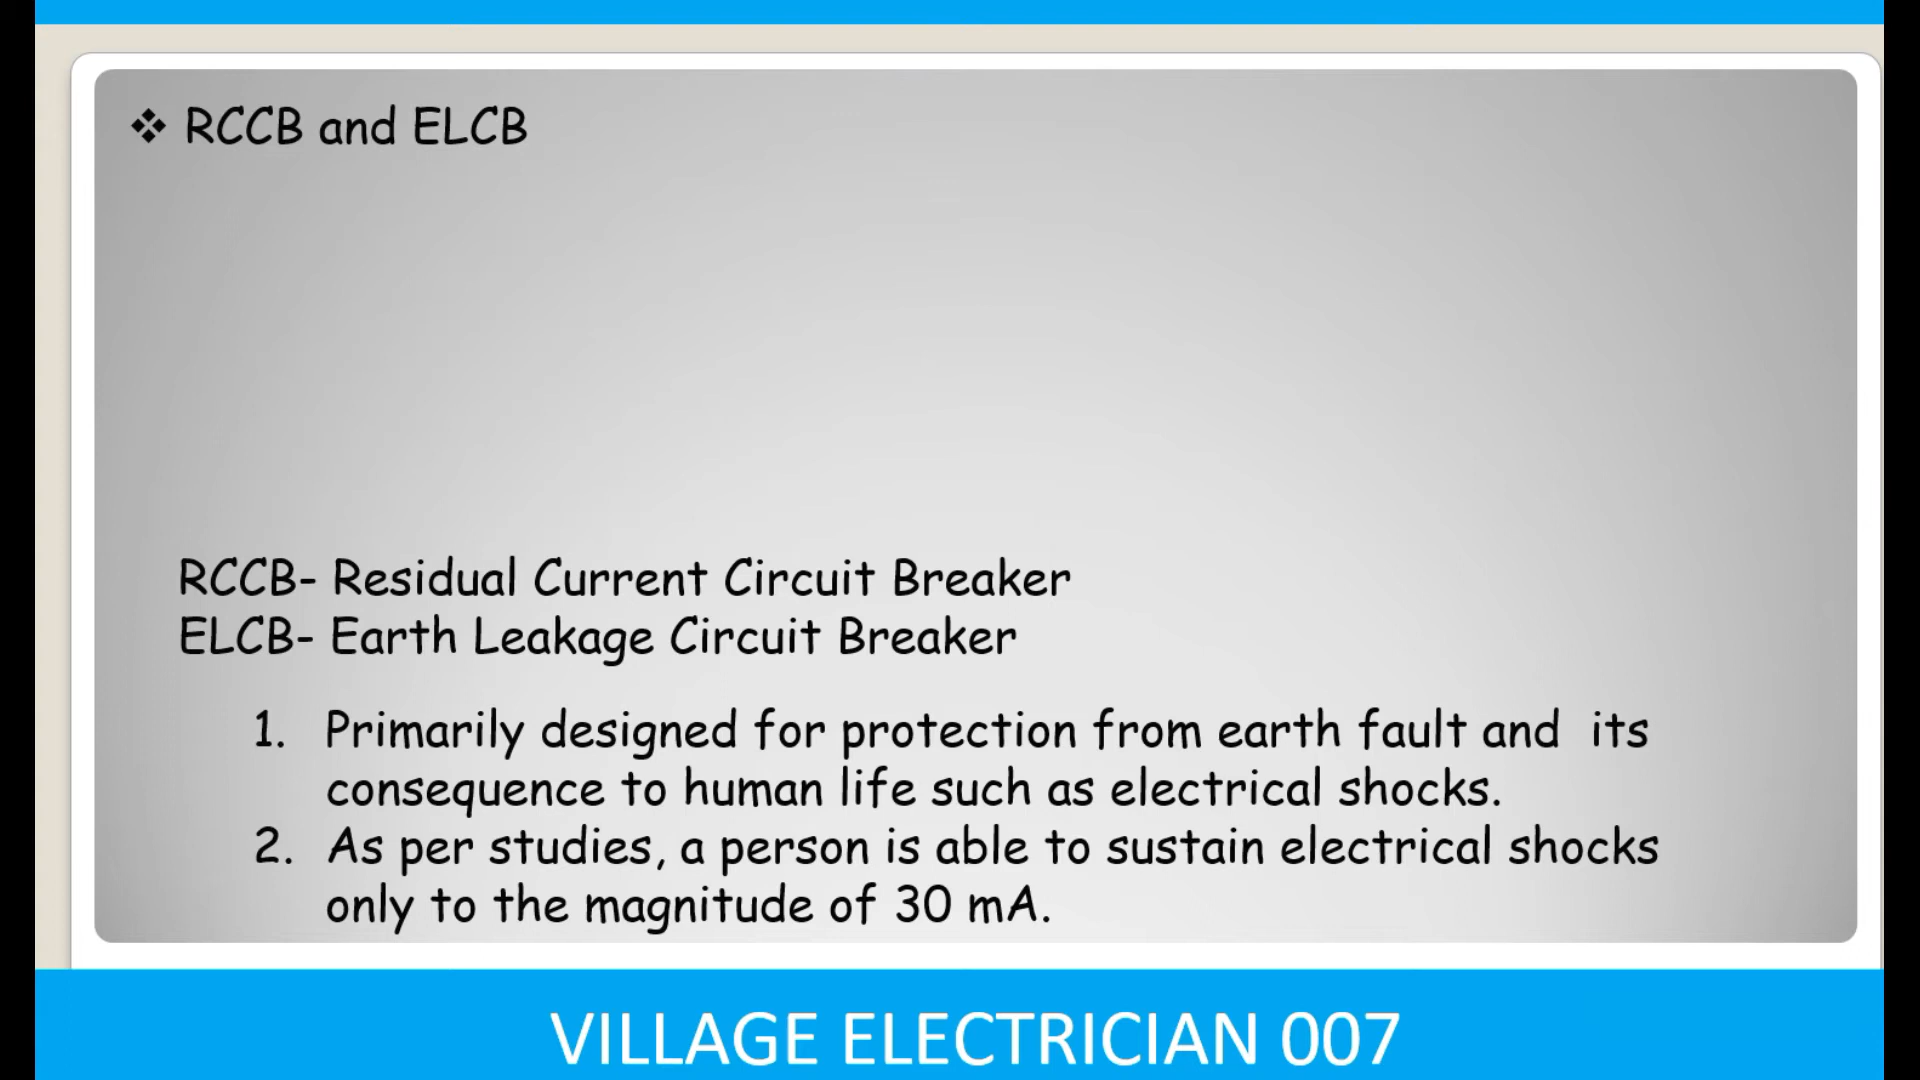 ❖ RCCB and ELCB
RCCB- Residual Current Circuit Breaker
ELCB- Earth Leakage Circuit Breaker
1. Primarily designed for protection from earth fault and its
consequence to human life such as electrical shocks.
2. As per studies, a person is able to sustain electrical shocks
only to the magnitude of 30 mA.
VILLAGE ELECTRICIAN 007